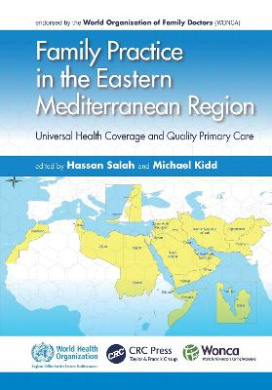 endorsed by the World Organisation of Family Doctors (WONCA)
Family Practice
in the Eastern
Mediterranean Region
Universal Health Coverage and Quality Primary Care
edited by Hassan Salah and Michael Kidd
World Health
Organization
CRC
CRC Press
Taylor & Francis Group
Wonca